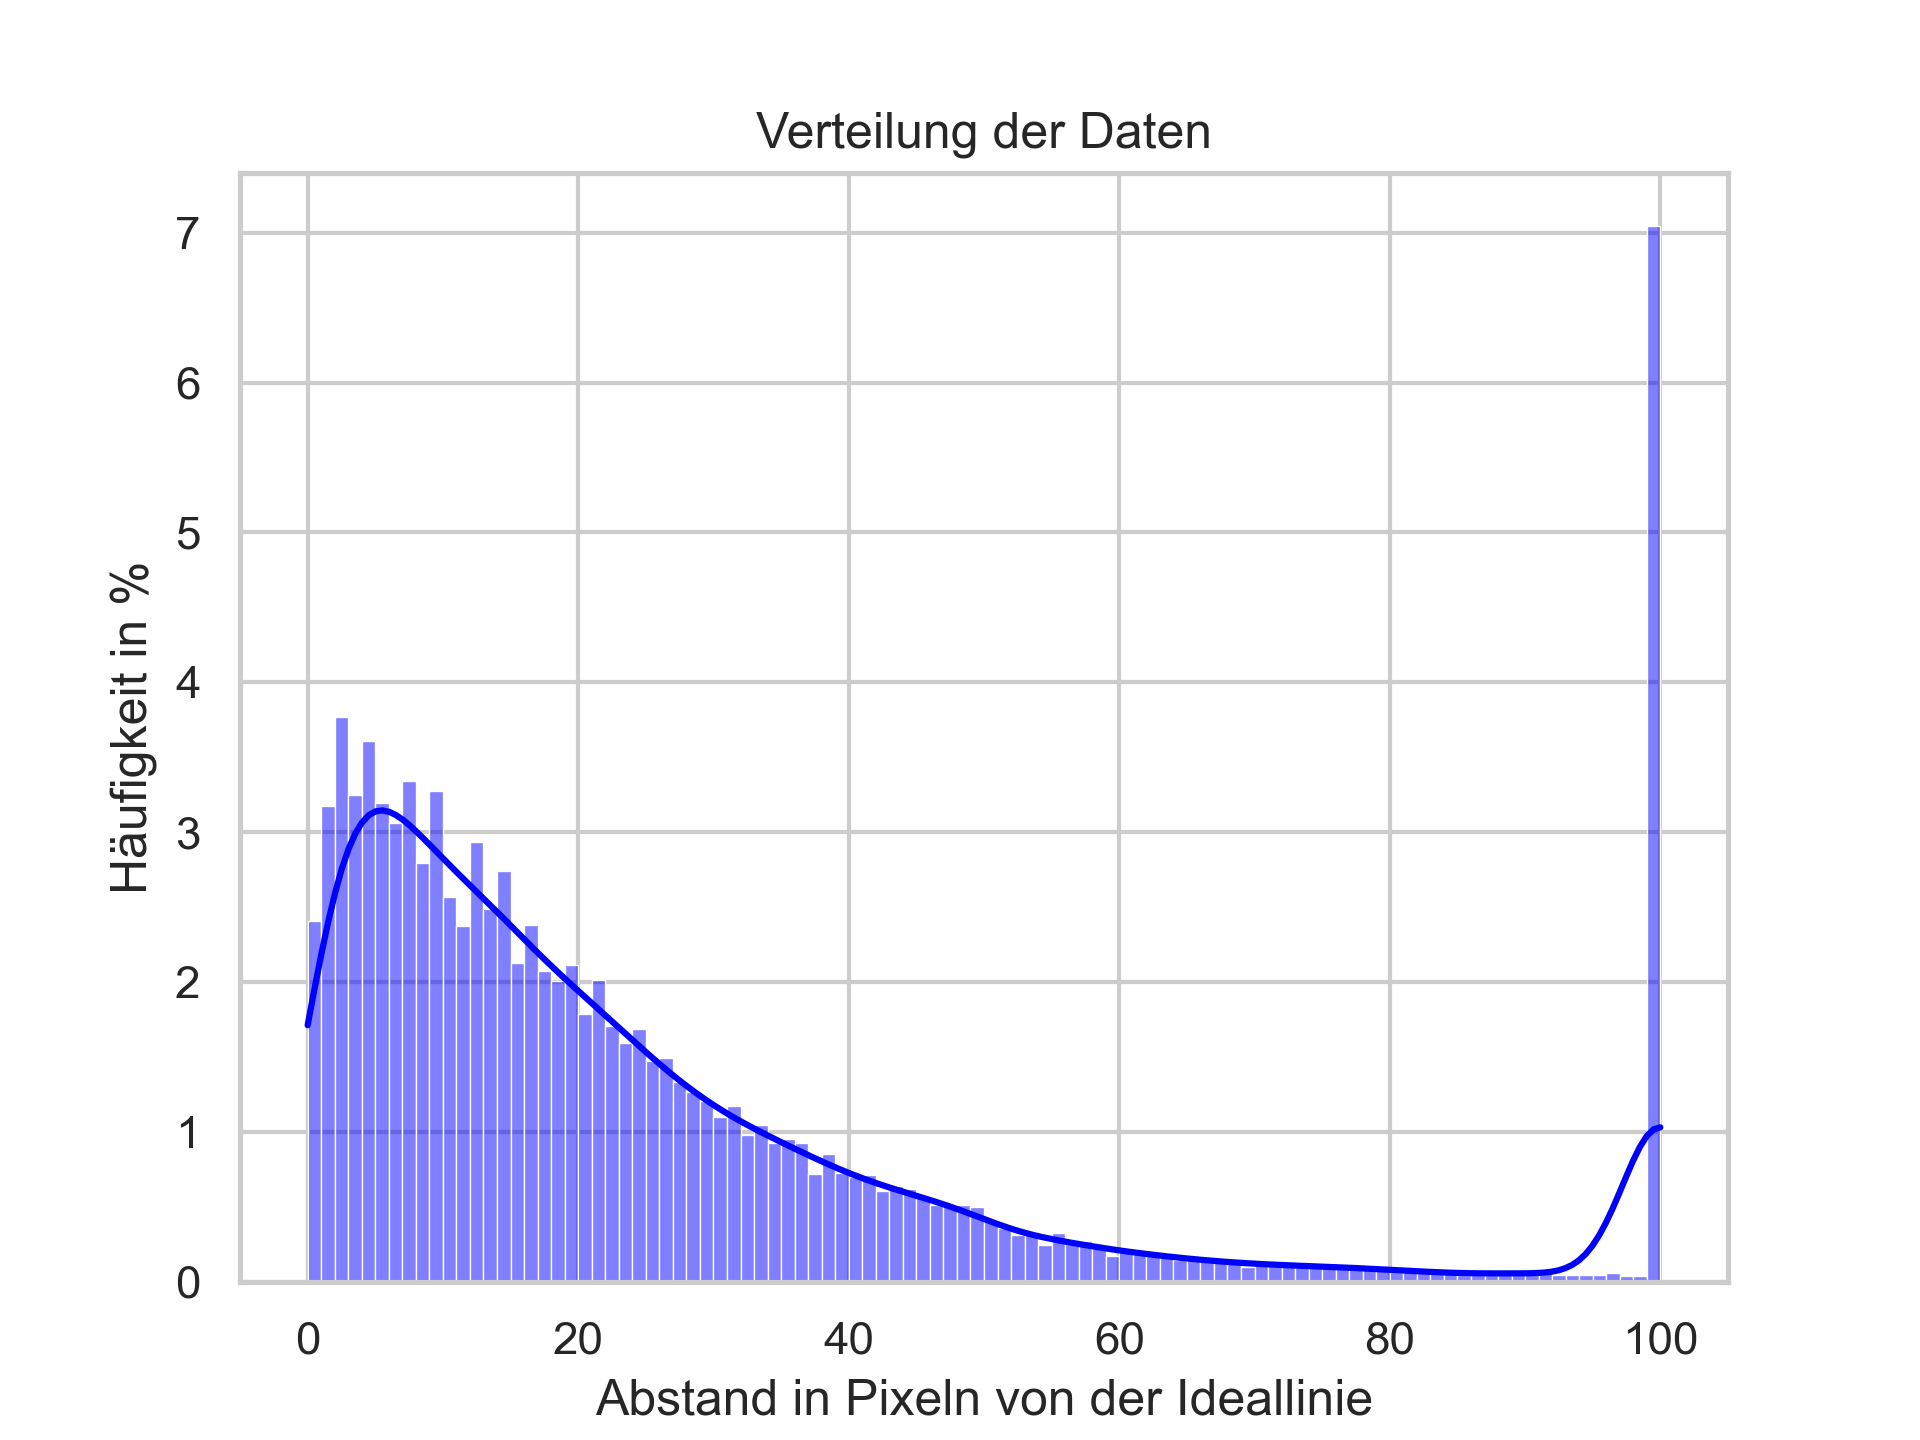 Verteilung der Daten
7
6
5
4
3
2
1
0
Häufigkeit in %
0 20 40 60 80 100
Abstand in Pixeln von der Ideallinie